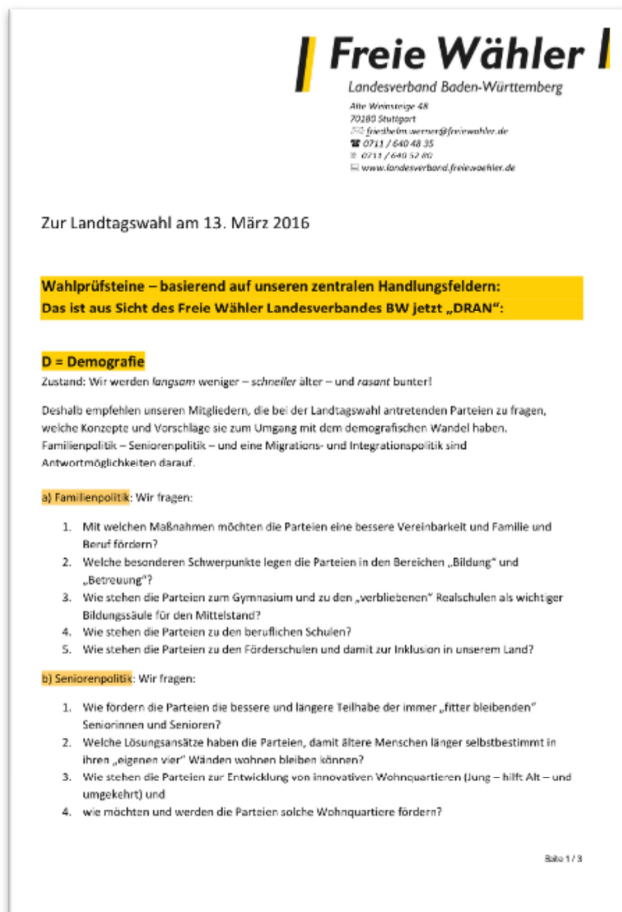 Freie Wähler
Landesverband Baden-Württemberg
Alte Weinsteige 48
70180 Stuttgart
friedhelm.werner@freiewahler.de
0711 / 640 48 35
0711 / 640 52 80
www.landesverband.freiewaehler.de
Zur Landtagswahl am 13. März 2016
Wahlprüfsteine – basierend auf unseren zentralen Handlungsfeldern:
Das ist aus Sicht des Freie Wähler Landesverbandes BW jetzt „DRAN“:
D = Demografie
Zustand: Wir werden langsam weniger – schneller älter – und rasant bunter!
Deshalb empfehlen unseren Mitgliedern, die bei der Landtagswahl antretenden Parteien zu fragen,
welche Konzepte und Vorschläge sie zum Umgang mit dem demografischen Wandel haben.
Familienpolitik – Seniorenpolitik – und eine Migrations- und Integrationspolitik sind
Antwortmöglichkeiten darauf.
a) Familienpolitik: Wir fragen:
1. Mit welchen Maßnahmen möchten die Parteien eine bessere Vereinbarkeit und Familie und
Beruf fördern?
2. Welche besonderen Schwerpunkte legen die Parteien in den Bereichen „Bildung“ und
„Betreuung“?
3. Wie stehen die Parteien zum Gymnasium und zu den „verbliebenen“ Realschulen als wichtiger
Bildungssäule für den Mittelstand?
4. Wie stehen die Parteien zu den beruflichen Schulen?
5. Wie stehen die Parteien zu den Förderschulen und damit zur Inklusion in unserem Land?
b) Seniorenpolitik: Wir fragen:
1. Wie fördern die Parteien die bessere und längere Teilhabe der immer „fitter bleibenden“
Seniorinnen und Senioren?
2. Welche Lösungsansätze haben die Parteien, damit ältere Menschen länger selbstbestimmt in
ihren „eigenen vier“ Wänden wohnen bleiben können?
3. Wie stehen die Parteien zur Entwicklung von innovativen Wohnquartieren (Jung – hilft Alt – und
umgekehrt) und
4. wie möchten und werden die Parteien solche Wohnquartiere fördern?
Seite 1 / 3